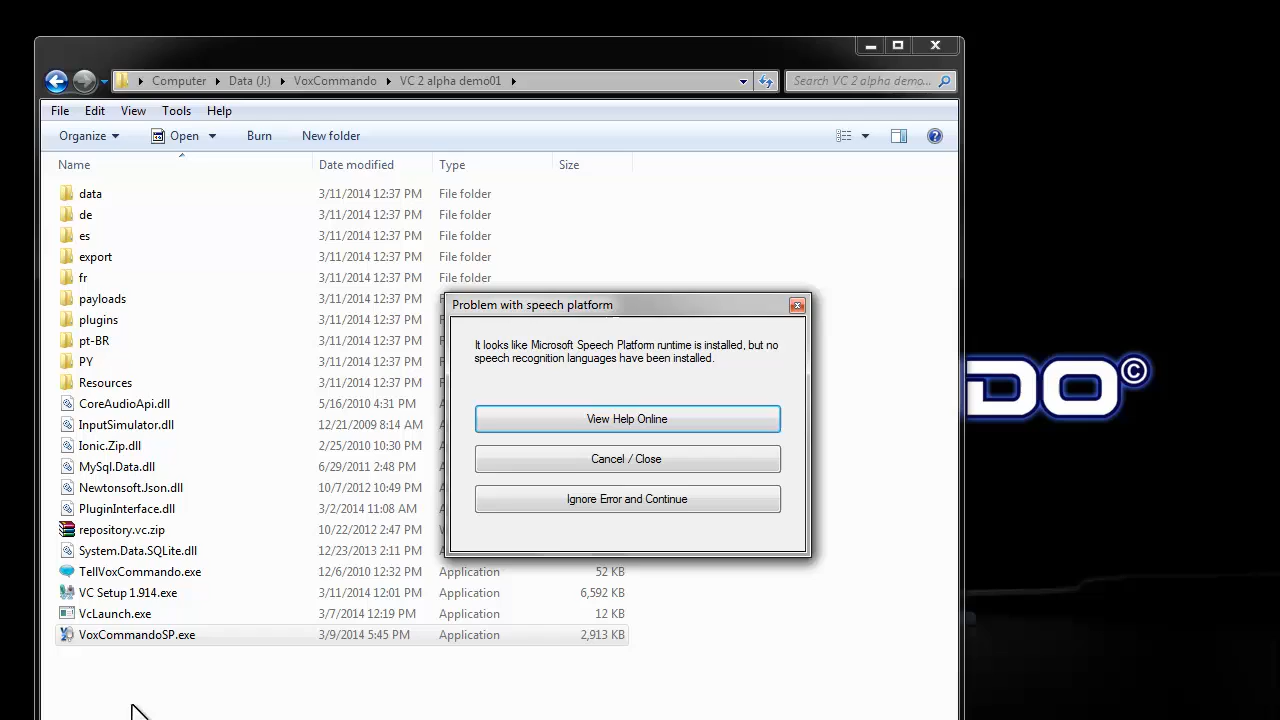 Computer Data (J:) VoxCommando VC 2 alpha demo01
Search VC 2 alpha demo...
File Edit View Tools Help
Organize Open Burn New folder
Name Date modified Type Size
data 3/11/2014 12:37 PM File folder
de 3/11/2014 12:37 PM File folder
es 3/11/2014 12:37 PM File folder
export 3/11/2014 12:37 PM File folder
fr 3/11/2014 12:37 PM File folder
payloads 3/11/2014 12:37 PM
plugins 3/11/2014 12:37 PM
pt-BR 3/11/2014 12:37 PM
PY 3/11/2014 12:37 PM
Resources 3/11/2014 12:37 PM
CoreAudioApi.dll 5/16/2010 4:31 PM
InputSimulator.dll 12/21/2009 8:14 AM
Ionic.Zip.dll 2/25/2010 10:30 PM
MySql.Data.dll 6/29/2011 2:48 PM
Newtonsoft.Json.dll 10/7/2012 10:49 PM
PluginInterface.dll 3/2/2014 11:08 AM
repository.vc.zip 10/22/2012 2:47 PM
System.Data.SQLite.dll 12/23/2013 2:11 PM
TellVoxCommando.exe 12/6/2010 12:32 PM Application 52 KB
VC Setup 1.914.exe 3/11/2014 12:01 PM Application 6,592 KB
VcLaunch.exe 3/7/2014 12:19 PM Application 12 KB
VoxCommandoSP.exe 3/9/2014 5:45 PM Application 2,913 KB
Problem with speech platform
It looks like Microsoft Speech Platform runtime is installed, but no
speech recognition languages have been installed.
View Help Online
Cancel / Close
Ignore Error and Continue
DO©